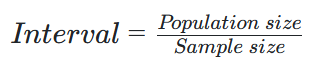 Interval = Population size / Sample size